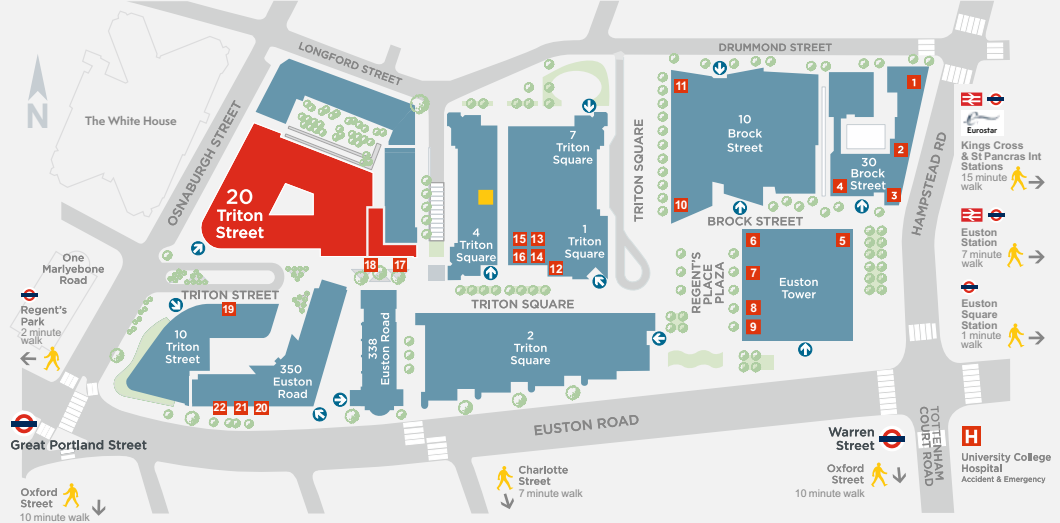 DRUMMOND STREET
LONGFORD STREET
11
1
7
Triton
Square
10
Brock
Street
The White House
OSNABURGH STREET
TRITON SQUARE
HAMPSTEAD RD
Eurostar
Kings Cross
& St Pancras Int
Stations
15 minute
walk
N
2
30
Brock
Street
4
3
20
Triton
Street
10
BROCK STREET
Euston
Station
7 minute
walk
4
Triton
Square
15
13
16
14
1
Triton
Square
12
6
5
18
17
7
8
9
Euston
Tower
REGENT'S
PLACE
PLAZA
One
Marlyebone
Road
Regent's
Park
2 minute
walk
TRITON STREET
19
TRITON SQUARE
Euston
Square
Station
1 minute
walk
10
Triton
Street
350
Euston
Road
338
Euston Road
2
Triton
Square
22
21
20
EUSTON ROAD
Great Portland Street
Warren
Street
TOTTENHAM
COURT ROAD
H
University College
Hospital
Accident & Emergency
Oxford
Street
10 minute walk
Charlotte
Street
7 minute walk
Oxford
Street
10 minute walk